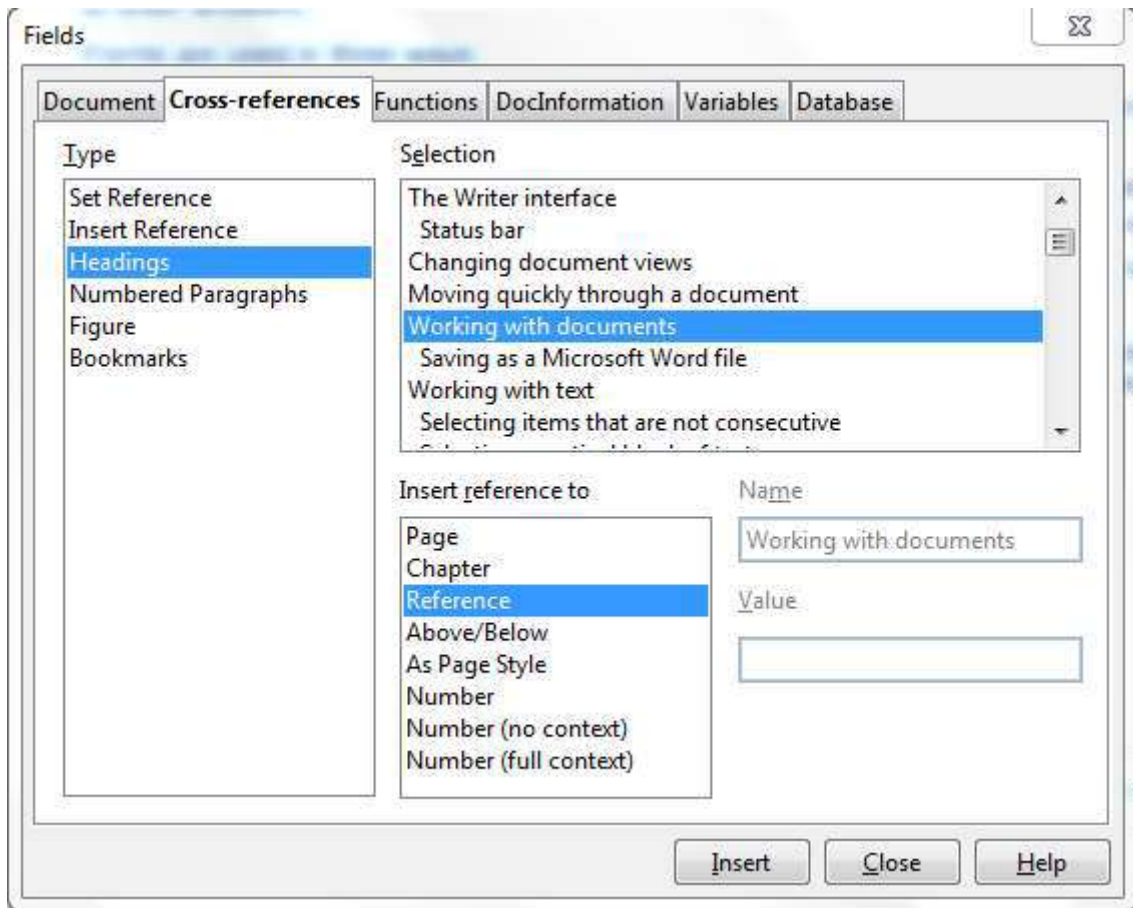 Fields
Document Cross-references Functions DocInformation Variables Database
Type
Set Reference
Insert Reference
Headings
Numbered Paragraphs
Figure
Bookmarks
Selection
The Writer interface
Status bar
Changing document views
Moving quickly through a document
Working with documents
Saving as a Microsoft Word file
Working with text
Selecting items that are not consecutive
Insert reference to
Page
Chapter
Reference
Above/Below
As Page Style
Number
Number (no context)
Number (full context)
Name
Working with documents
Value
Insert Close Help